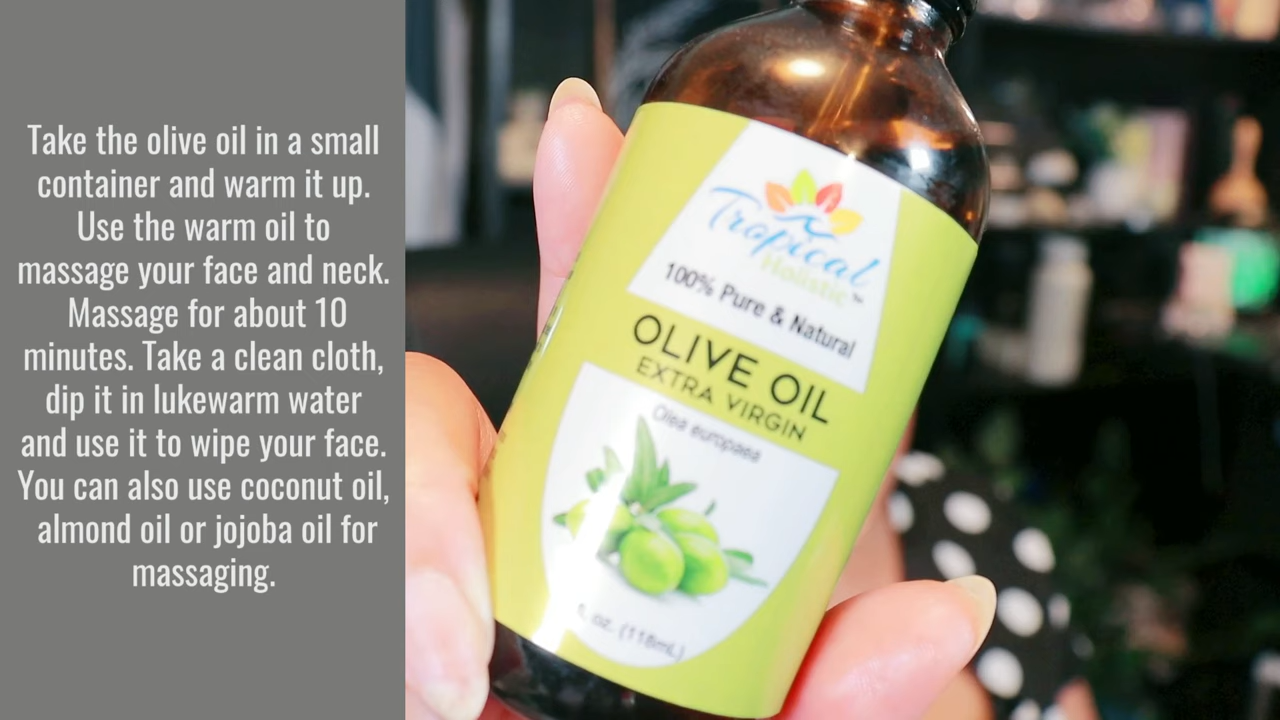 Take the olive oil in a small
container and warm it up.
Use the warm oil to
massage your face and neck.
Massage for about 10
minutes. Take a clean cloth,
dip it in lukewarm water
and use it to wipe your face.
You can also use coconut oil,
almond oil or jojoba oil for
massaging.
Tropical
Holistic™
100% Pure & Natural
OLIVE OIL
EXTRA VIRGIN
Olea europaea
oz. (118mL)